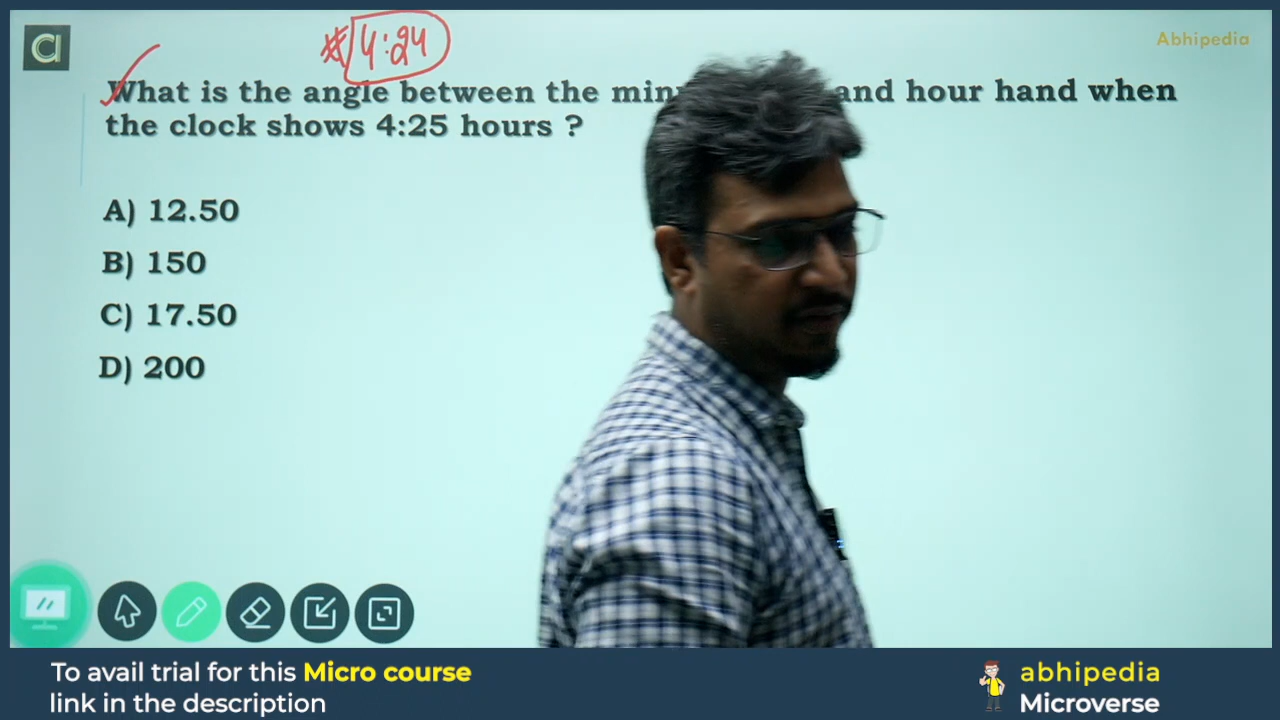 4:24
Abhipedia
What is the angle between the and hour hand when
the clock shows 4:25 hours ?
A) 12.50
B) 150
C) 17.50
D) 200
To avail trial for this Micro course
link in the description
abhipedia
Microverse